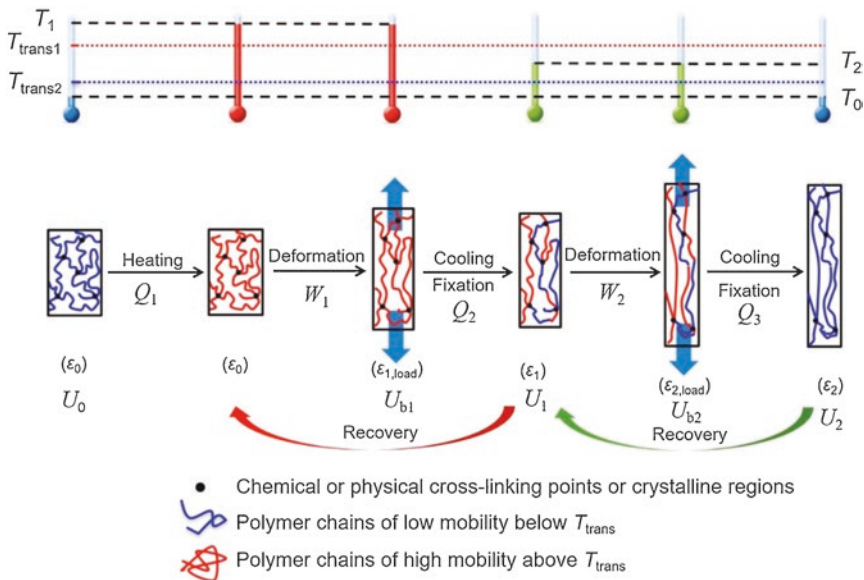 T1
Ttrans1
Ttrans2
T2
T0
Heating
Q1
Deformation
W1
Cooling
Fixation
Q2
Deformation
W2
Cooling
Fixation
Q3
(ε0)
(ε0)
(ε1,load)
(ε1)
(ε2,load)
(ε2)
U0
Ub1
U1
Ub2
U2
Recovery
Recovery
Chemical or physical cross-linking points or crystalline regions
Polymer chains of low mobility below Ttrans
Polymer chains of high mobility above Ttrans